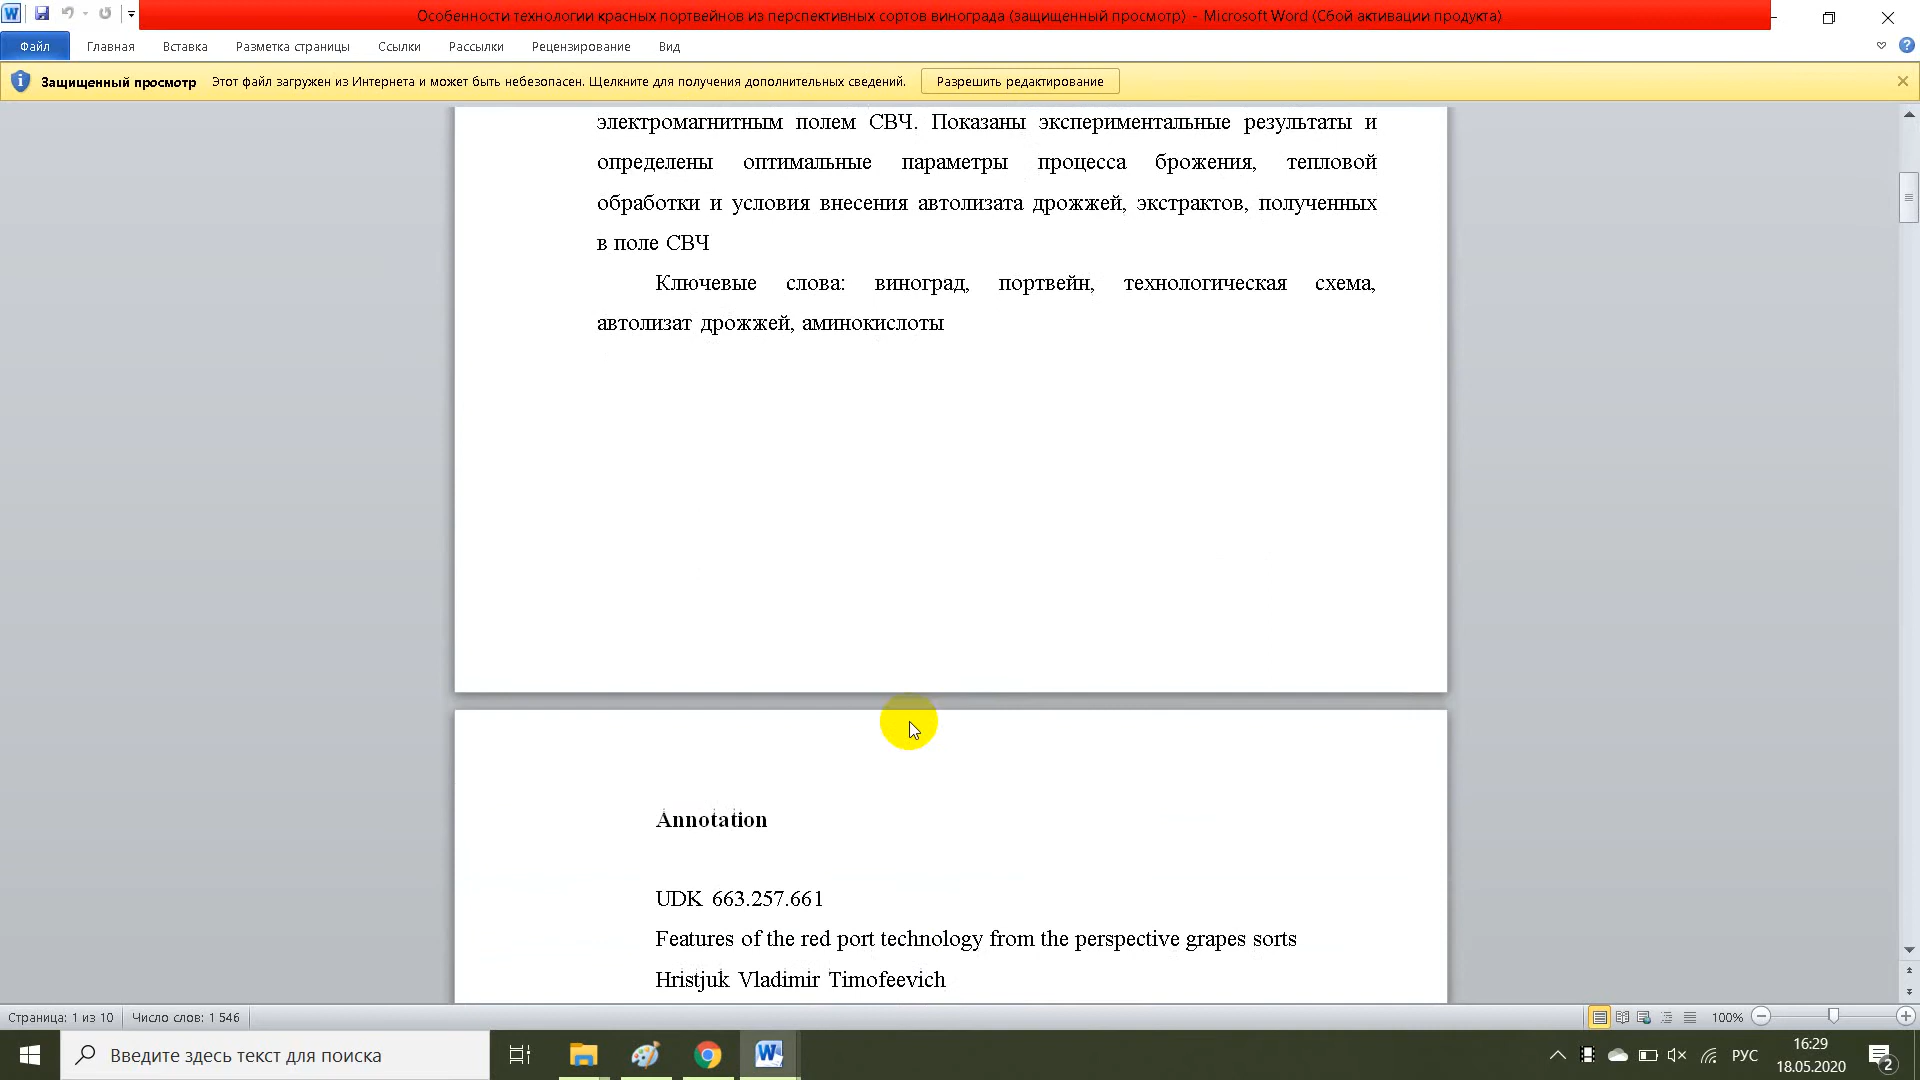 Особенности технологии красных портвейнов из перспективных сортов винограда (защищенный просмотр) - Microsoft Word (Сбой активации продукта)
Файл Главная Вставка Разметка страницы Ссылки Рассылки Рецензирование Вид
Защищенный просмотр Этот файл загружен из Интернета и может быть небезопасен. Щелкните для получения дополнительных сведений. Разрешить редактирование
электромагнитным полем СВЧ. Показаны экспериментальные результаты и
определены оптимальные параметры процесса брожения, тепловой
обработки и условия внесения автолизата дрожжей, экстрактов, полученных
в поле СВЧ
Ключевые слова: виноград, портвейн, технологическая схема,
автолизат дрожжей, аминокислоты
Annotation
UDK 663.257.661
Features of the red port technology from the perspective grapes sorts
Hristjuk Vladimir Timofeevich
Страница: 1 из 10 Число слов: 1 546 100%
Введите здесь текст для поиска РУС 16:29
18.05.2020 2